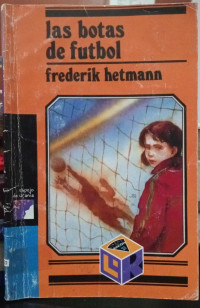 las botas
de futbol
frederik hetmann